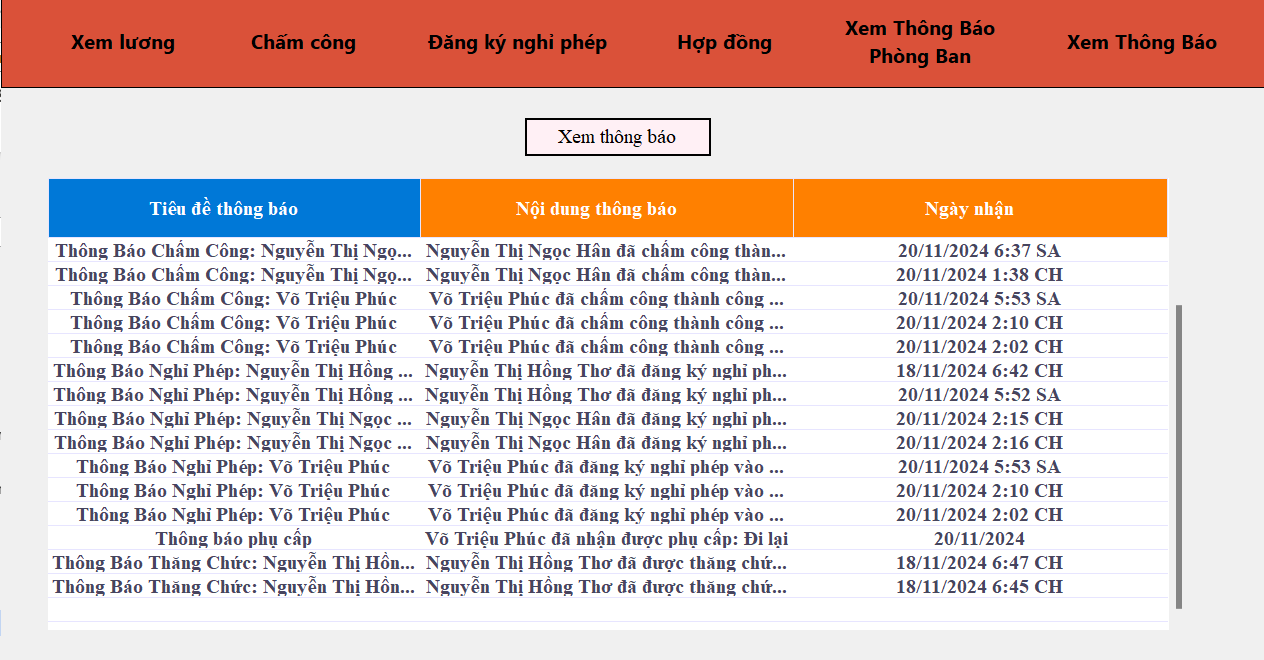 Xem lương Chấm công Đăng ký nghỉ phép Hợp đồng Xem Thông Báo Phòng Ban Xem Thông Báo
Xem thông báo
Tiêu đề thông báo Nội dung thông báo Ngày nhận
Thông Báo Chấm Công: Nguyễn Thị Ngọ... Nguyễn Thị Ngọc Hân đã chấm công thàn... 20/11/2024 6:37 SA
Thông Báo Chấm Công: Nguyễn Thị Ngọ... Nguyễn Thị Ngọc Hân đã chấm công thàn... 20/11/2024 1:38 CH
Thông Báo Chấm Công: Võ Triệu Phúc Võ Triệu Phúc đã chấm công thành công ... 20/11/2024 5:53 SA
Thông Báo Chấm Công: Võ Triệu Phúc Võ Triệu Phúc đã chấm công thành công ... 20/11/2024 2:10 CH
Thông Báo Chấm Công: Võ Triệu Phúc Võ Triệu Phúc đã chấm công thành công ... 20/11/2024 2:02 CH
Thông Báo Nghỉ Phép: Nguyễn Thị Hồng ... Nguyễn Thị Hồng Thơ đã đăng ký nghỉ ph... 18/11/2024 6:42 CH
Thông Báo Nghỉ Phép: Nguyễn Thị Hồng ... Nguyễn Thị Hồng Thơ đã đăng ký nghỉ ph... 20/11/2024 5:52 SA
Thông Báo Nghỉ Phép: Nguyễn Thị Ngọc ... Nguyễn Thị Ngọc Hân đã đăng ký nghỉ ph... 20/11/2024 2:15 CH
Thông Báo Nghỉ Phép: Nguyễn Thị Ngọc ... Nguyễn Thị Ngọc Hân đã đăng ký nghỉ ph... 20/11/2024 2:16 CH
Thông Báo Nghỉ Phép: Võ Triệu Phúc Võ Triệu Phúc đã đăng ký nghỉ phép vào ... 20/11/2024 5:53 SA
Thông Báo Nghỉ Phép: Võ Triệu Phúc Võ Triệu Phúc đã đăng ký nghỉ phép vào ... 20/11/2024 2:10 CH
Thông Báo Nghỉ Phép: Võ Triệu Phúc Võ Triệu Phúc đã đăng ký nghỉ phép vào ... 20/11/2024 2:02 CH
Thông báo phụ cấp Võ Triệu Phúc đã nhận được phụ cấp: Đi lại 20/11/2024
Thông Báo Thăng Chức: Nguyễn Thị Hồn... Nguyễn Thị Hồng Thơ đã được thăng chứ... 18/11/2024 6:47 CH
Thông Báo Thăng Chức: Nguyễn Thị Hồn... Nguyễn Thị Hồng Thơ đã được thăng chứ... 18/11/2024 6:45 CH